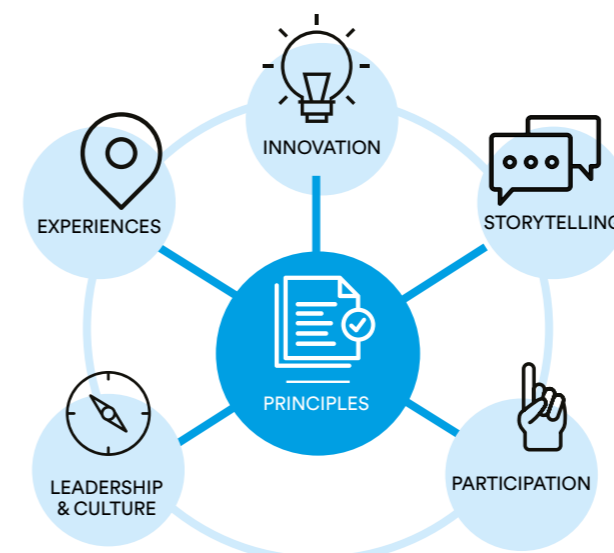 INNOVATION
EXPERIENCES
STORYTELLING
PRINCIPLES
LEADERSHIP
& CULTURE
PARTICIPATION